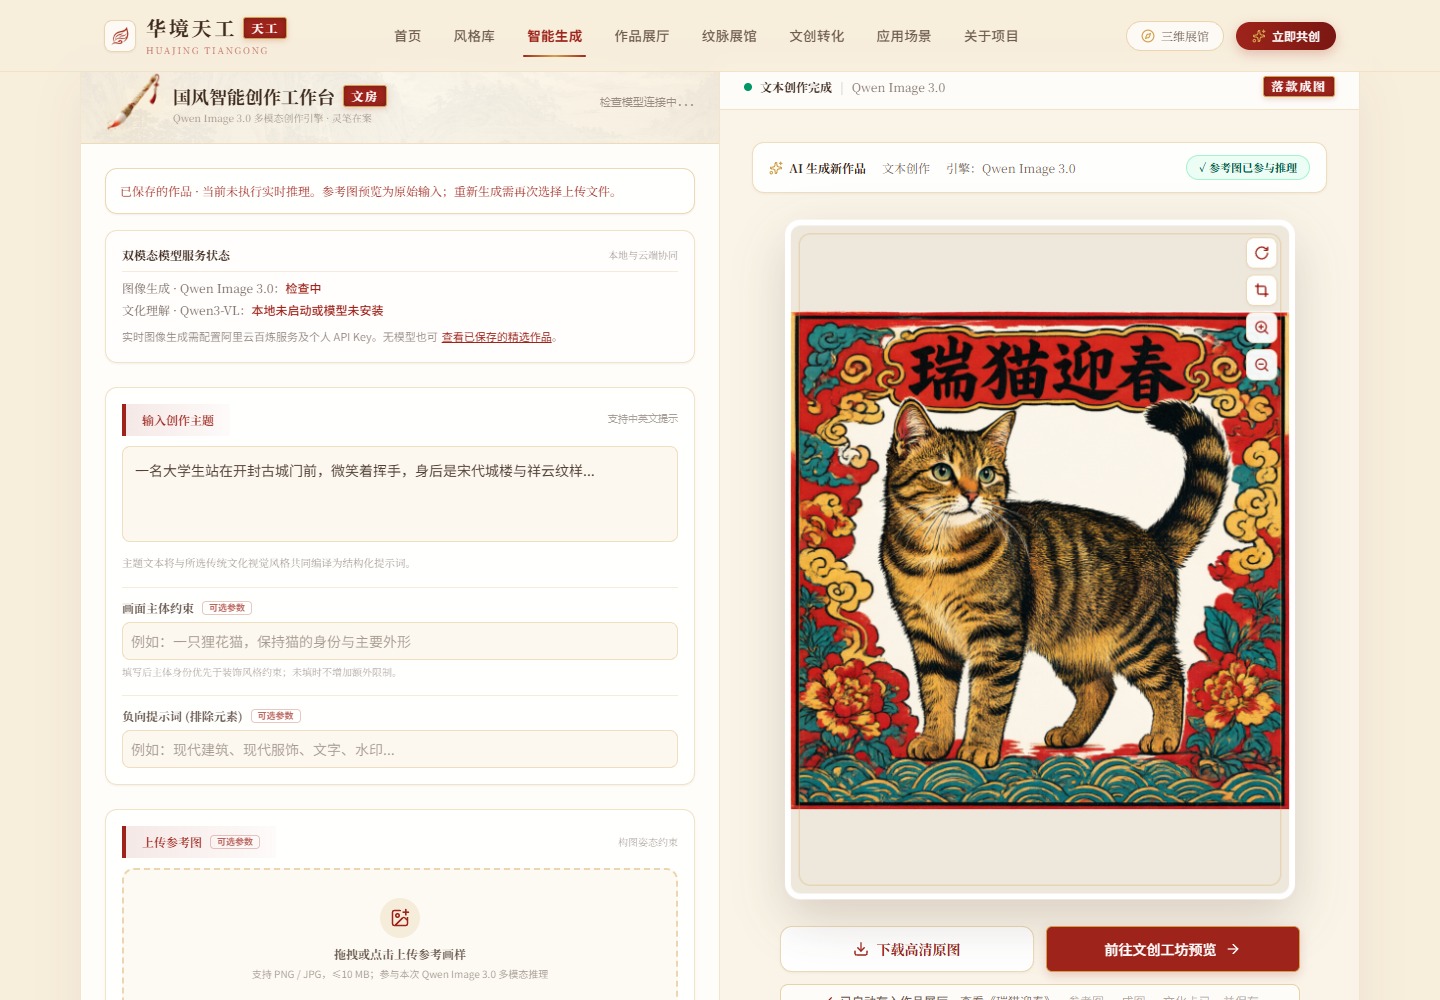 华境天工 天工
HUAJING TIANGONG
首页 风格库 智能生成 作品展厅 纹脉展馆 文创转化 应用场景 关于项目
三维展馆
立即共创
国风智能创作工作台 文房
Qwen Image 3.0 多模态创作引擎 · 灵笔在案
检查模型连接中...
已保存的作品 · 当前未执行实时推理。参考图预览为原始输入；重新生成需再次选择上传文件。
双模态模型服务状态
本地与云端协同
图像生成 · Qwen Image 3.0：检查中
文化理解 · Qwen3-VL：本地未启动或模型未安装
实时图像生成需配置阿里云百炼服务及个人 API Key。无模型也可 查看已保存的精选作品。
输入创作主题
支持中英文提示
一名大学生站在开封古城门前，微笑着挥手，身后是宋代城楼与祥云纹样...
主题文本将与所选传统文化视觉风格共同编译为结构化提示词。
画面主体约束 可选参数
例如：一只狸花猫，保持猫的身份与主要外形
填写后主体身份优先于装饰风格约束；未填时不增加额外限制。
负向提示词 (排除元素) 可选参数
例如：现代建筑、现代服饰、文字、水印...
上传参考图 可选参数
构图姿态约束
拖拽或点击上传参考画样
支持 PNG / JPG，≤10 MB；参与本次 Qwen Image 3.0 多模态推理
文本创作完成 | Qwen Image 3.0
落款成图
AI 生成新作品 文本创作 引擎：Qwen Image 3.0
✓ 参考图已参与推理
瑞猫迎春
下载高清原图
前往文创工坊预览